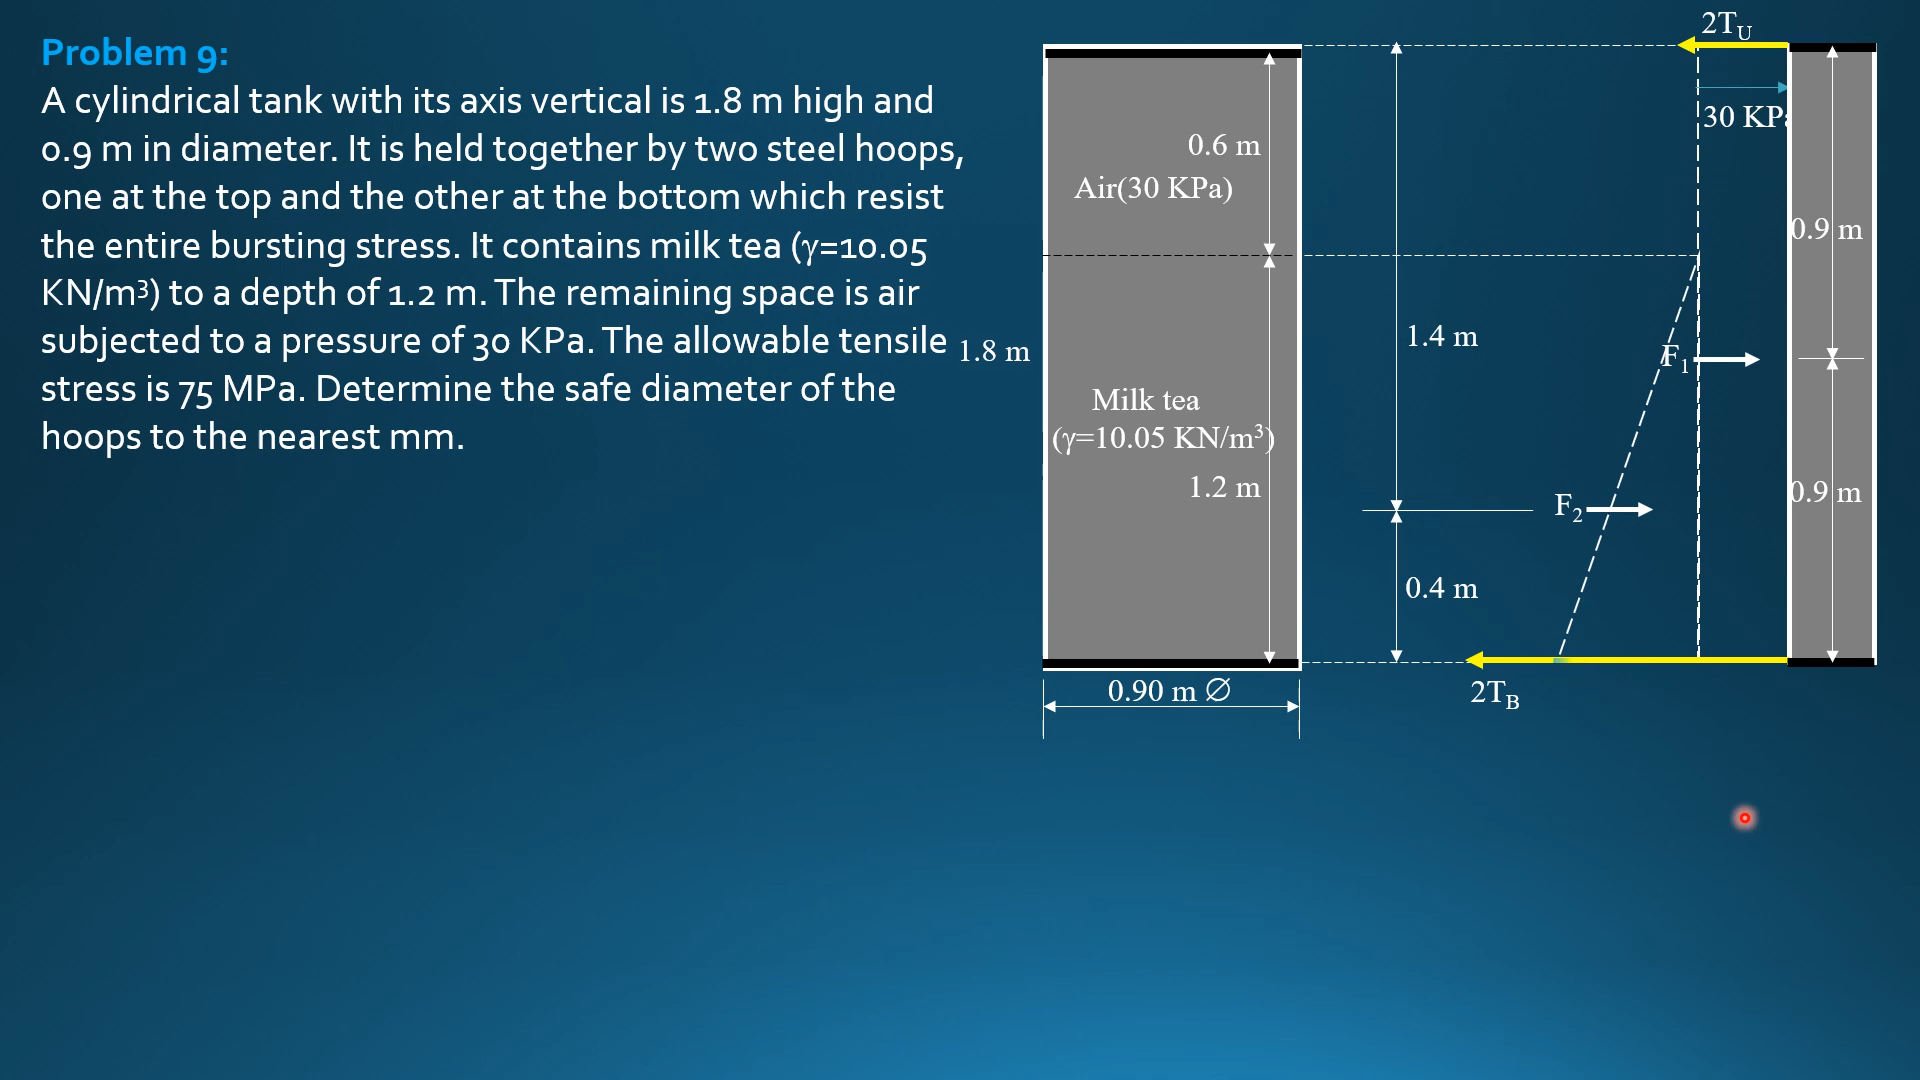 Problem 9:
A cylindrical tank with its axis vertical is 1.8 m high and
0.9 m in diameter. It is held together by two steel hoops,
one at the top and the other at the bottom which resist
the entire bursting stress. It contains milk tea (γ=10.05
KN/m³) to a depth of 1.2 m. The remaining space is air
subjected to a pressure of 30 KPa. The allowable tensile
stress is 75 MPa. Determine the safe diameter of the
hoops to the nearest mm.
1.8 m
0.6 m
Air(30 KPa)
Milk tea
(γ=10.05 KN/m³)
1.2 m
0.90 m ∅
1.4 m
0.4 m
2T_U
30 KPa
F₁
F₂
2T_B
0.9 m
0.9 m